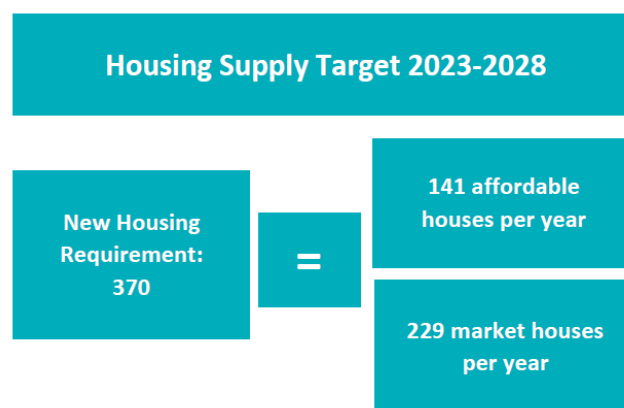 Housing Supply Target 2023-2028
New Housing
Requirement:
370
=
141 affordable
houses per year
229 market houses
per year